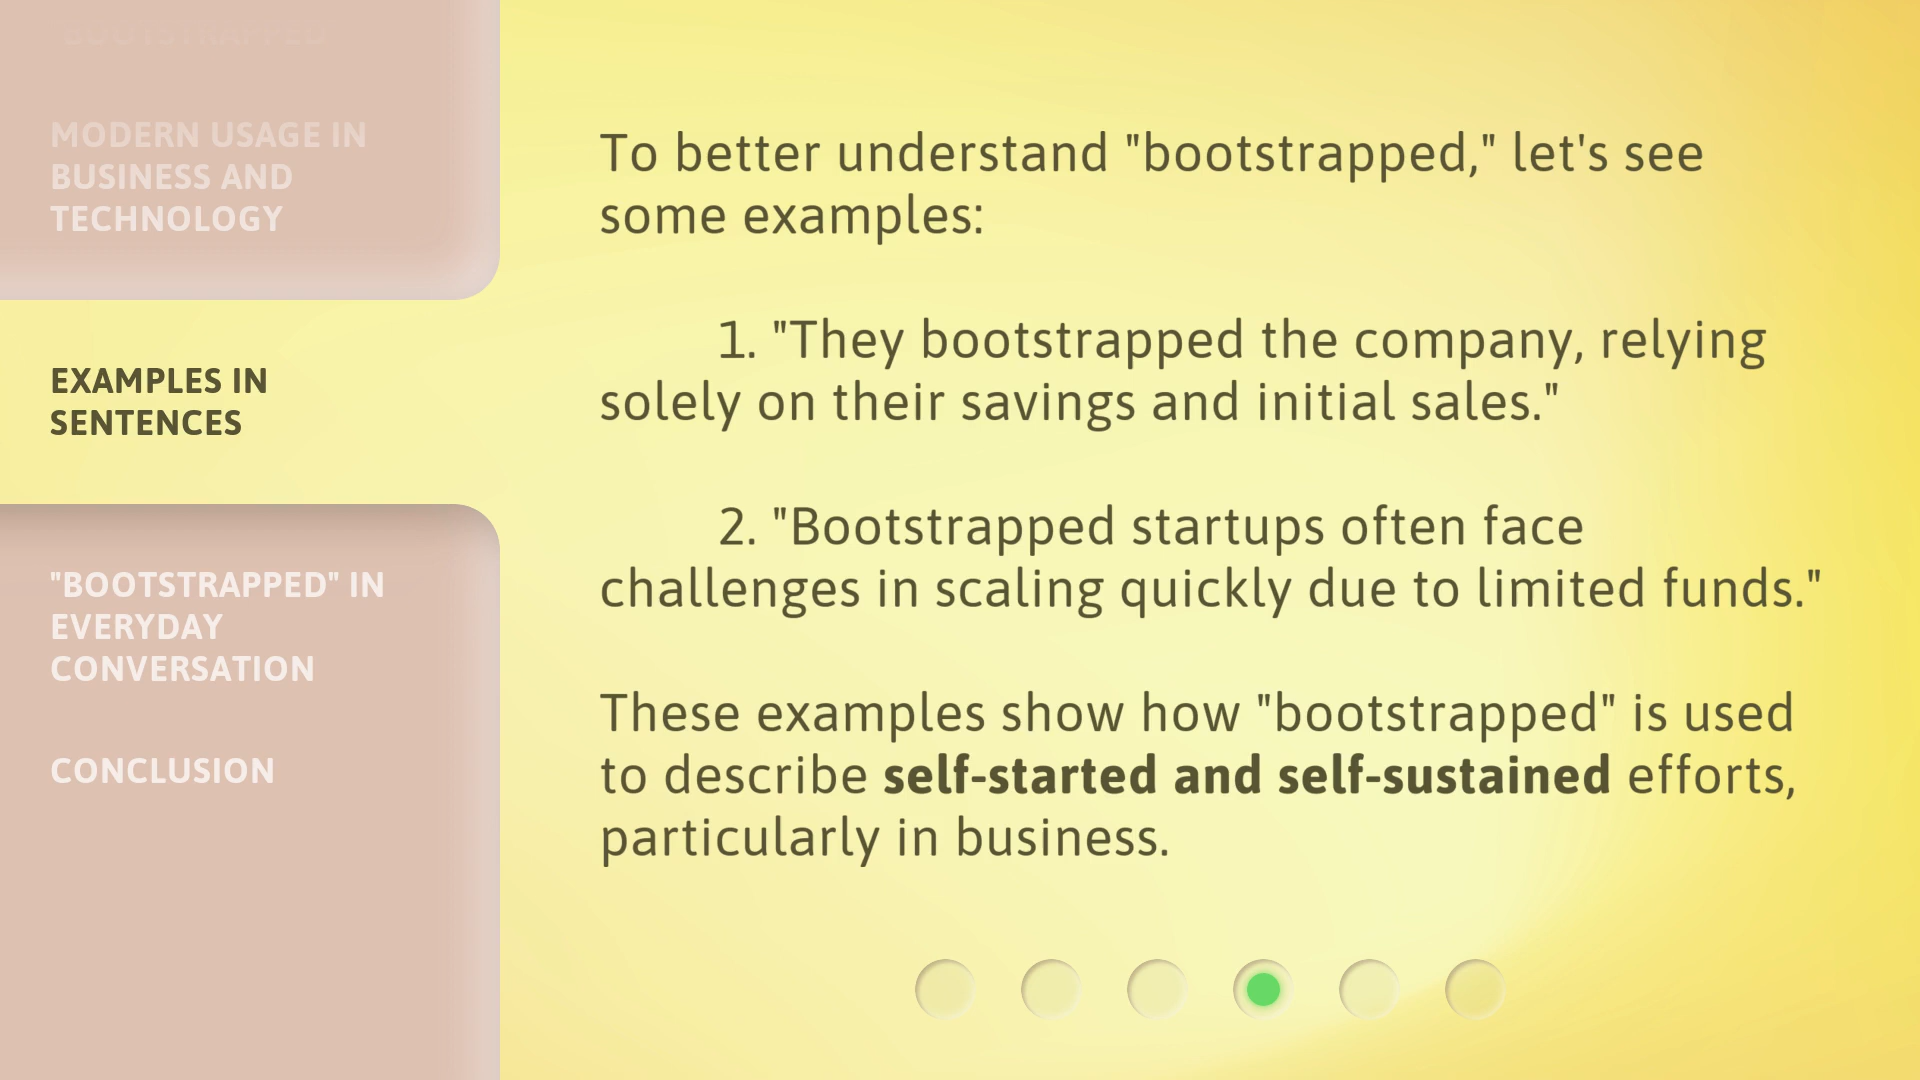 "BOOTSTRAPPED
MODERN USAGE IN
BUSINESS AND
TECHNOLOGY
EXAMPLES IN
SENTENCES
"BOOTSTRAPPED" IN
EVERYDAY
CONVERSATION
CONCLUSION
To better understand "bootstrapped," let's see
some examples:
1. "They bootstrapped the company, relying
solely on their savings and initial sales."
2. "Bootstrapped startups often face
challenges in scaling quickly due to limited funds."
These examples show how "bootstrapped" is used
to describe self-started and self-sustained efforts,
particularly in business.